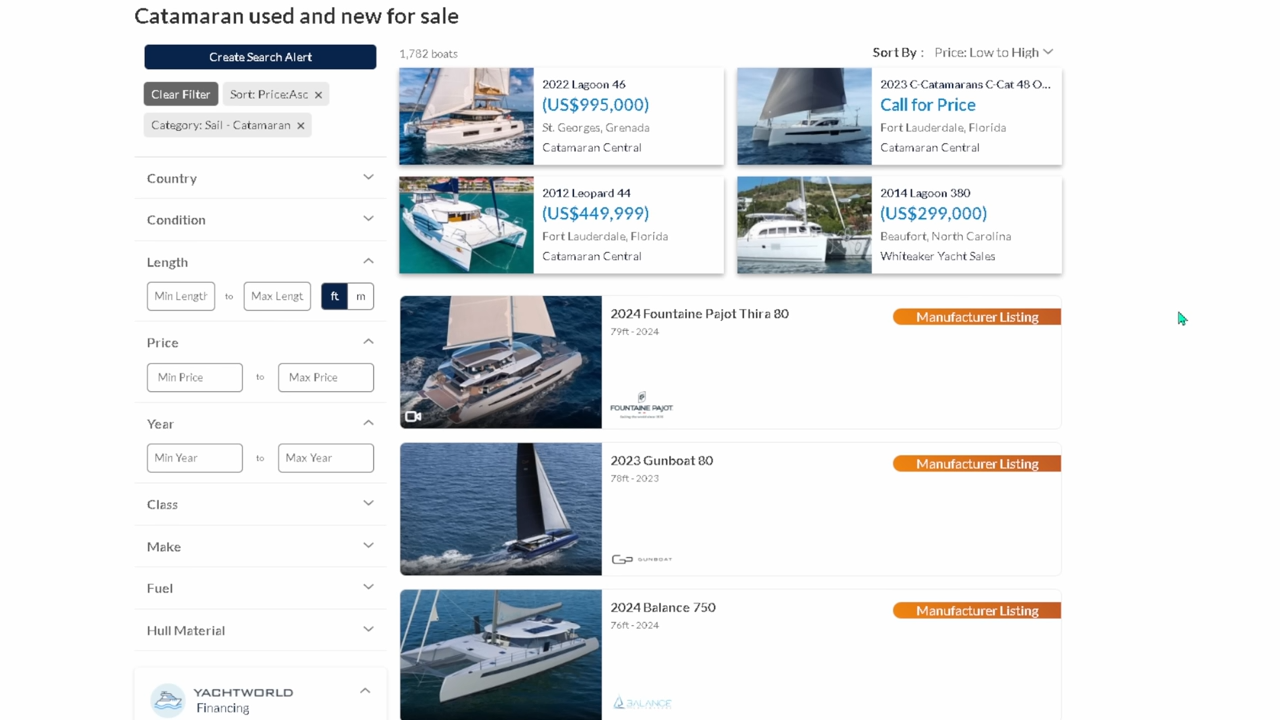 Catamaran used and new for sale
Create Search Alert
Clear Filter
Sort: Price:Asc ×
Category: Sail - Catamaran ×
Country
Condition
Length
Min Length to Max Lengt ft m
Price
Min Price to Max Price
Year
Min Year to Max Year
Class
Make
Fuel
Hull Material
YACHTWORLD
Financing
1,782 boats
Sort By : Price: Low to High
2022 Lagoon 46
(US$995,000)
St. Georges, Grenada
Catamaran Central
2023 C-Catamarans C-Cat 48 O...
Call for Price
Fort Lauderdale, Florida
Catamaran Central
2012 Leopard 44
(US$449,999)
Fort Lauderdale, Florida
Catamaran Central
2014 Lagoon 380
(US$299,000)
Beaufort, North Carolina
Whiteaker Yacht Sales
2024 Fountaine Pajot Thira 80
Manufacturer Listing
79ft - 2024
FOUNTAINE PAJOT
2023 Gunboat 80
Manufacturer Listing
78ft - 2023
GUNBOAT
2024 Balance 750
Manufacturer Listing
76ft - 2024
BALANCE